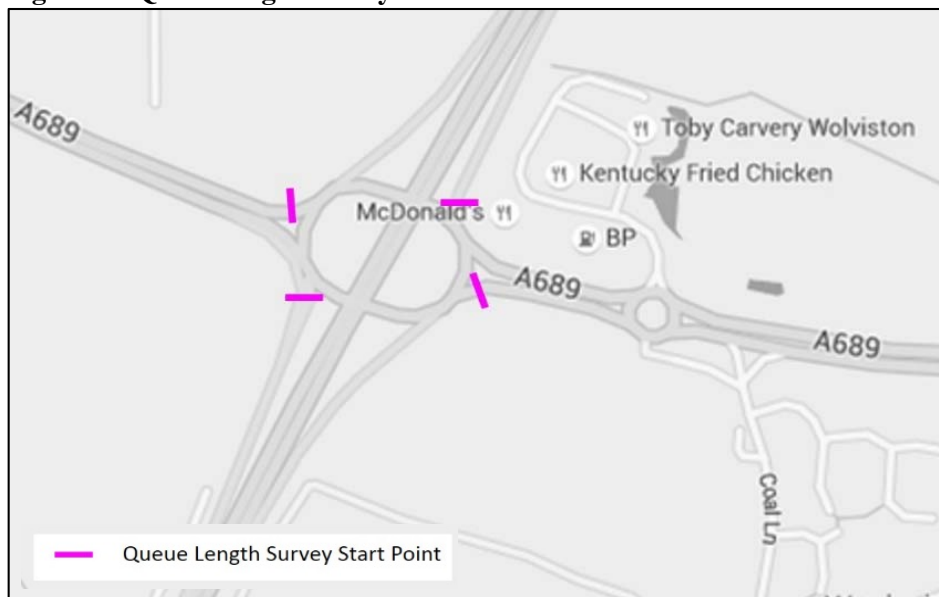 A689
Toby Carvery Wolviston
Kentucky Fried Chicken
McDonald's
BP
A689
A689
Coal Ln
Queue Length Survey Start Point